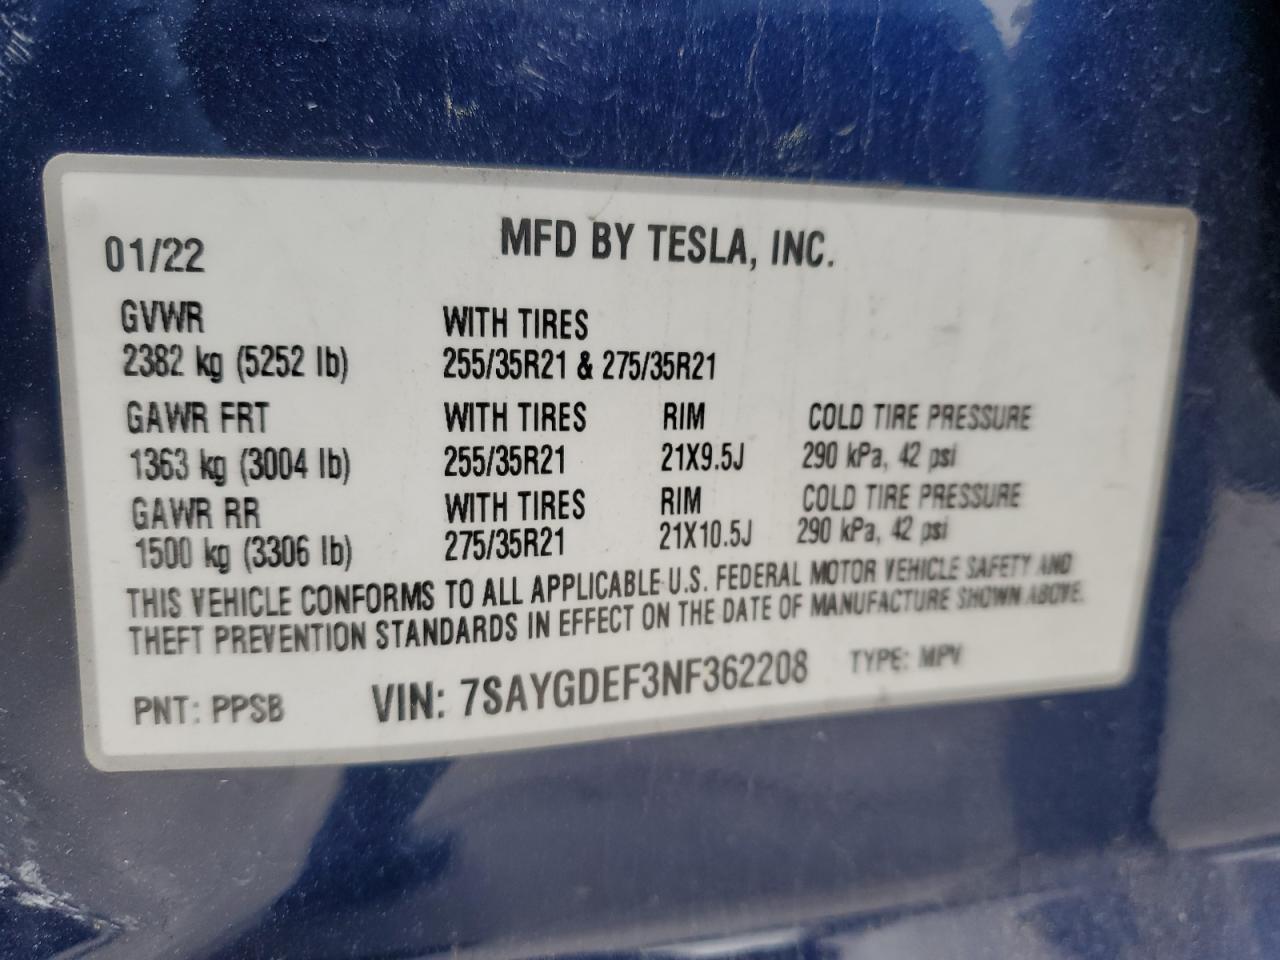 MFD BY TESLA, INC.
01/22
GVWR WITH TIRES
2382 kg (5252 lb) 255/35R21 & 275/35R21
GAWR FRT WITH TIRES RIM COLD TIRE PRESSURE
1363 kg (3004 lb) 255/35R21 21X9.5J 290 kPa, 42 psi
GAWR RR WITH TIRES RIM COLD TIRE PRESSURE
1500 kg (3306 lb) 275/35R21 21X10.5J 290 kPa, 42 psi
THIS VEHICLE CONFORMS TO ALL APPLICABLE U.S. FEDERAL MOTOR VEHICLE SAFETY AND
THEFT PREVENTION STANDARDS IN EFFECT ON THE DATE OF MANUFACTURE SHOWN ABOVE.
PNT: PPSB VIN: 7SAYGDEF3NF362208 TYPE: MPV